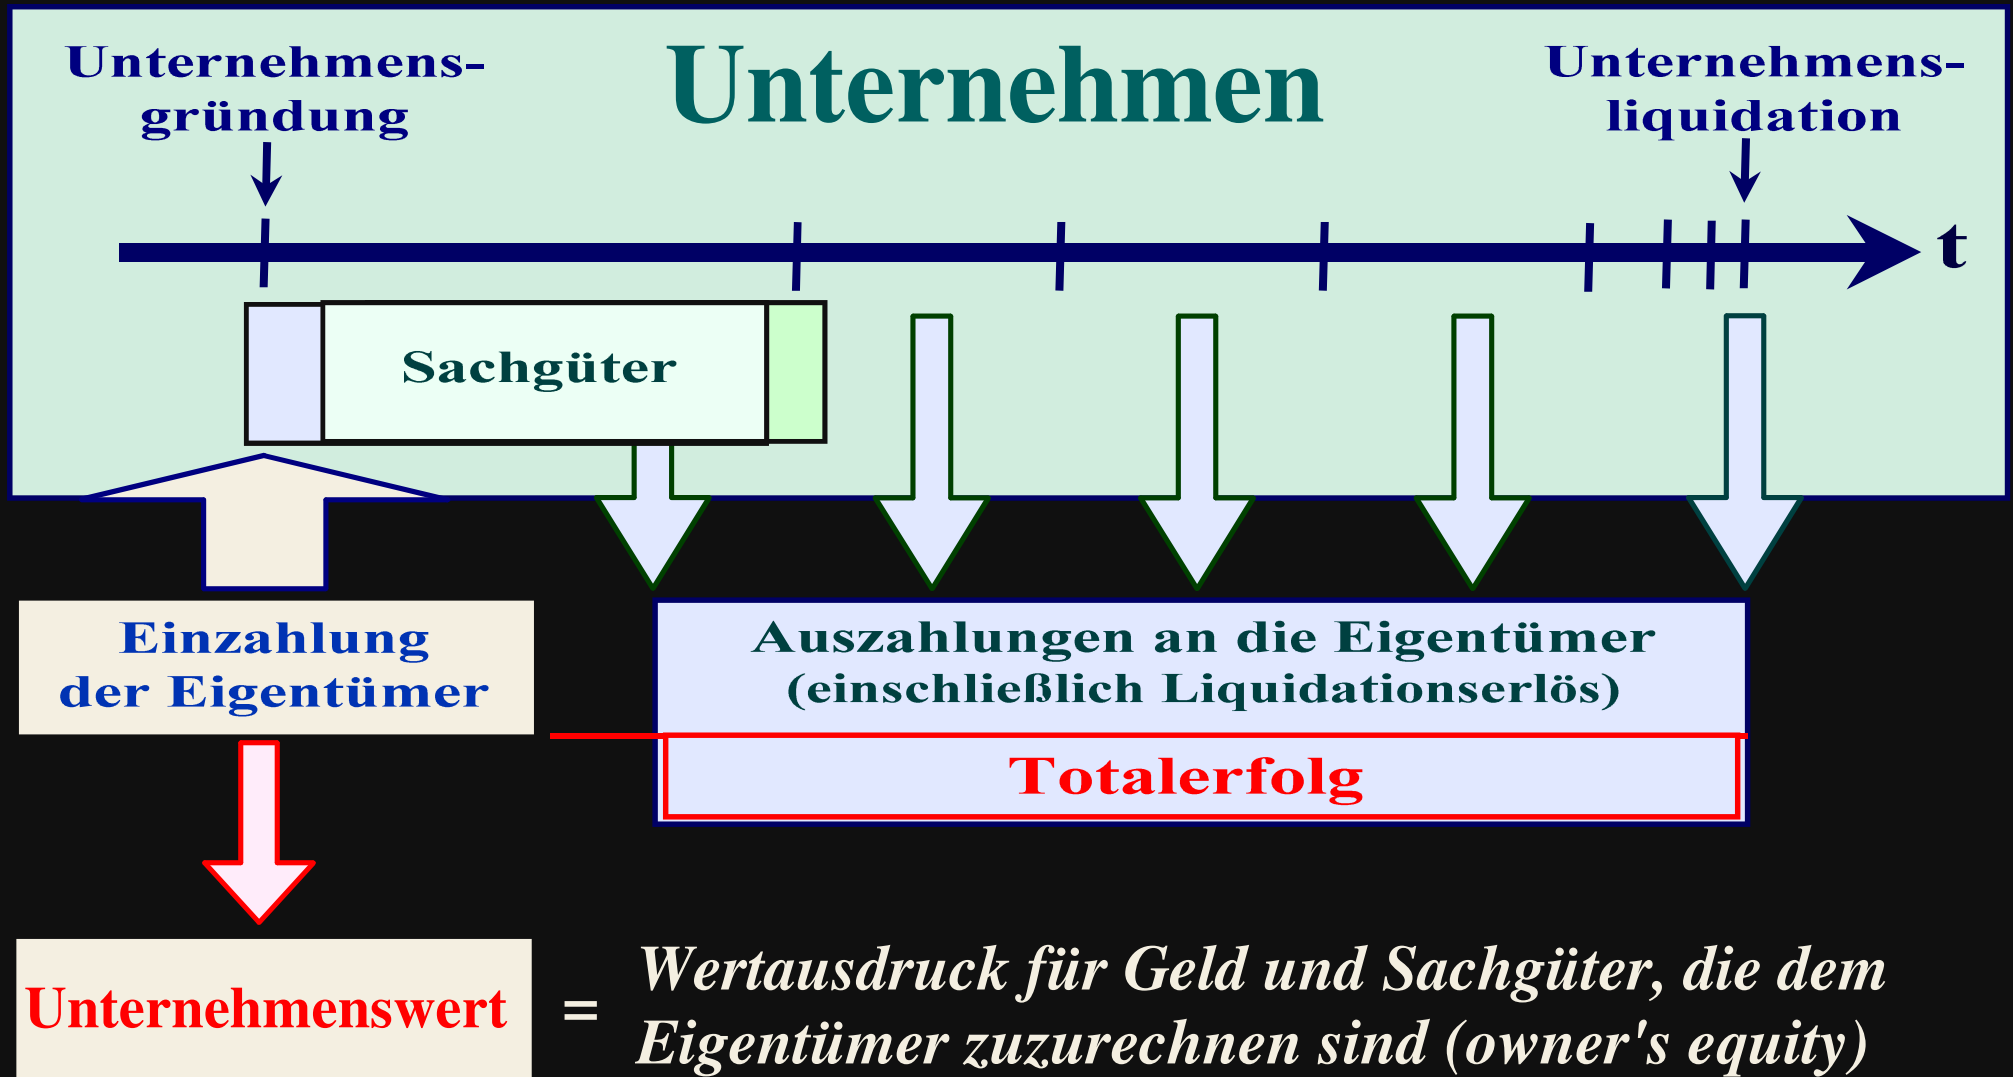 Unternehmen
Unternehmens-
gründung
Unternehmens-
liquidation
t
Sachgüter
Einzahlung
der Eigentümer
Auszahlungen an die Eigentümer
(einschließlich Liquidationserlös)
Totalerfolg
Unternehmenswert
= Wertausdruck für Geld und Sachgüter, die dem
Eigentümer zuzurechnen sind (owner's equity)